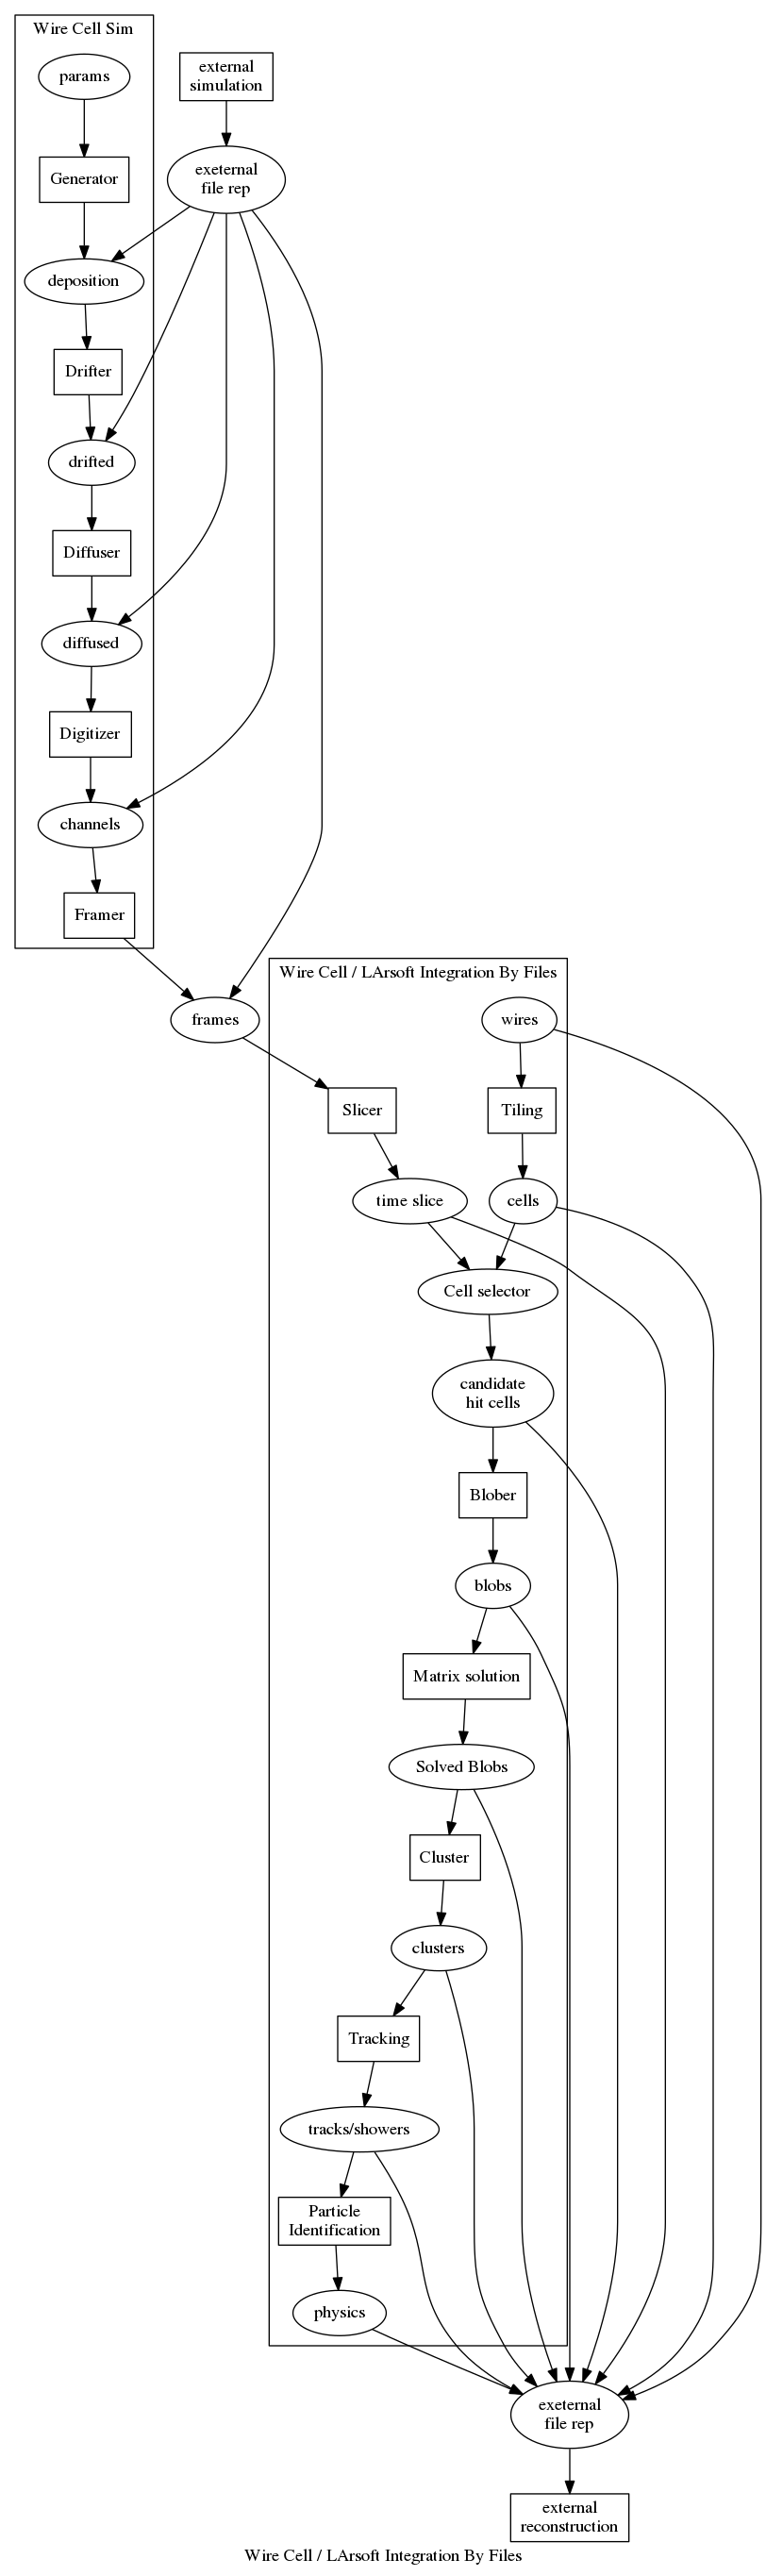 Wire Cell Sim
params
external
simulation
Generator
exeternal
file rep
deposition
Drifter
drifted
Diffuser
diffused
Digitizer
channels
Framer
Wire Cell / LArsoft Integration By Files
frames
wires
Slicer
Tiling
time slice
cells
Cell selector
candidate
hit cells
Blober
blobs
Matrix solution
Solved Blobs
Cluster
clusters
Tracking
tracks/showers
Particle
Identification
physics
exeternal
file rep
external
reconstruction
Wire Cell / LArsoft Integration By Files